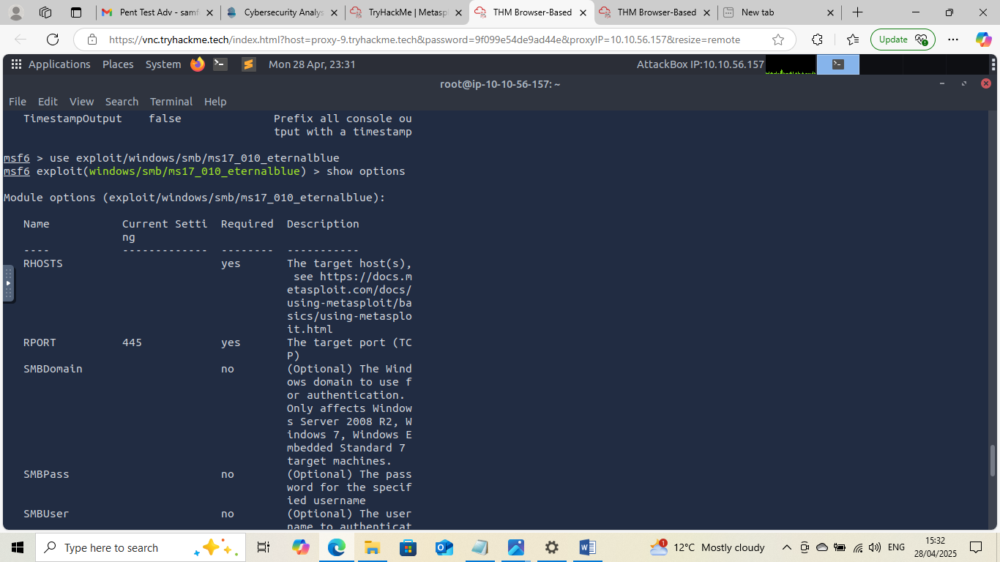 Pent Test Adv - samf
Cybersecurity Analys
TryHackMe | Metaspl
THM Browser-Based
THM Browser-Based
New tab
https://vnc.tryhackme.tech/index.html?host=proxy-9.tryhackme.tech&password=9f099e54de9ad44e&proxyIP=10.10.56.157&resize=remote
Update
Applications Places System Mon 28 Apr, 23:31 AttackBox IP:10.10.56.157
root@ip-10-10-56-157: ~
File Edit View Search Terminal Help
TimestampOutput false Prefix all console ou
tput with a timestamp
msf6 > use exploit/windows/smb/ms17_010_eternalblue
msf6 exploit(windows/smb/ms17_010_eternalblue) > show options
Module options (exploit/windows/smb/ms17_010_eternalblue):
Name Current Setti Required Description
ng
---- ------------- -------- -----------
RHOSTS yes The target host(s),
see https://docs.m
etasploit.com/docs/
using-metasploit/ba
sics/using-metasplo
it.html
RPORT 445 yes The target port (TC
P)
SMBDomain no (Optional) The Wind
ows domain to use f
or authentication.
Only affects Window
s Server 2008 R2, W
indows 7, Windows E
mbedded Standard 7
target machines.
SMBPass no (Optional) The pass
word for the specif
ied username
SMBUser no (Optional) The user
name to authenticat
Type here to search
1
12°C Mostly cloudy
ENG
15:32
28/04/2025